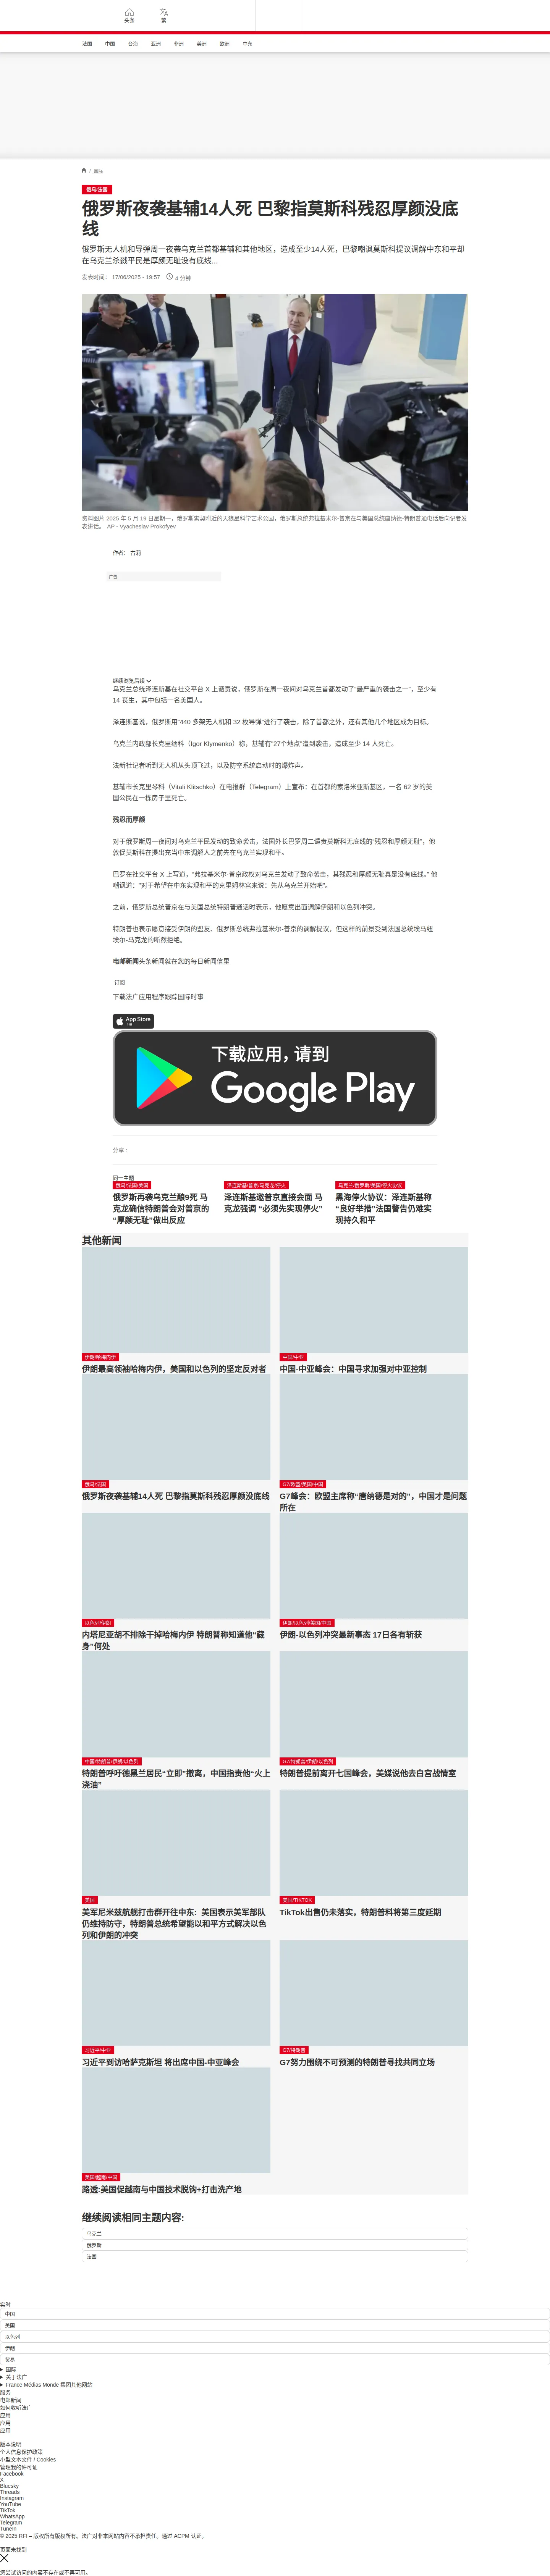 头条
繁
法国
中国
台海
亚洲
非洲
美洲
欧洲
中东
/ 国际
俄乌/法国
俄罗斯夜袭基辅14人死 巴黎指莫斯科残忍厚颜没底
线
俄罗斯无人机和导弹周一夜袭乌克兰首都基辅和其他地区，造成至少14人死，巴黎嘲讽莫斯科提议调解中东和平却
在乌克兰杀戮平民是厚颜无耻没有底线...
发表时间： 17/06/2025 - 19:57
4 分钟
资料图片 2025 年 5 月 19 日星期一，俄罗斯索契附近的天狼星科学艺术公园，俄罗斯总统弗拉基米尔·普京在与美国总统唐纳德·特朗普通电话后向记者发
表讲话。 AP - Vyacheslav Prokofyev
作者： 古莉
广告
继续浏览后续
乌克兰总统泽连斯基在社交平台 X 上谴责说，俄罗斯在周一夜间对乌克兰首都发动了“最严重的袭击之一”，至少有
14 丧生，其中包括一名美国人。
泽连斯基说，俄罗斯用“440 多架无人机和 32 枚导弹”进行了袭击，除了首都之外，还有其他几个地区成为目标。
乌克兰内政部长克里缅科（Igor Klymenko）称，基辅有“27个地点”遭到袭击，造成至少 14 人死亡。
法新社记者听到无人机从头顶飞过，以及防空系统启动时的爆炸声。
基辅市长克里琴科（Vitali Klitschko）在电报群（Telegram）上宣布：在首都的索洛米亚斯基区，一名 62 岁的美
国公民在一栋房子里死亡。
残忍而厚颜
对于俄罗斯周一夜间对乌克兰平民发动的致命袭击，法国外长巴罗周二谴责莫斯科无底线的“残忍和厚颜无耻”，他
敦促莫斯科在提出充当中东调解人之前先在乌克兰实现和平。
巴罗在社交平台 X 上写道，“弗拉基米尔·普京政权对乌克兰发动了致命袭击，其残忍和厚颜无耻真是没有底线。” 他
嘲讽道：“对于希望在中东实现和平的克里姆林宫来说：先从乌克兰开始吧”。
之前，俄罗斯总统普京在与美国总统特朗普通话时表示，他愿意出面调解伊朗和以色列冲突。
特朗普也表示愿意接受伊朗的盟友、俄罗斯总统弗拉基米尔-普京的调解提议，但这样的前景受到法国总统埃马纽
埃尔-马克龙的断然拒绝。
电邮新闻头条新闻就在您的每日新闻信里
订阅
下载法广应用程序跟踪国际时事
App Store
下载
下载应用，请到
Google Play
分享 :
同一主题
俄乌/法国/美国
俄罗斯再袭乌克兰酿9死 马
克龙确信特朗普会对普京的
“厚颜无耻”做出反应
泽连斯基/普京/马克龙/停火
泽连斯基邀普京直接会面 马
克龙强调 “必须先实现停火”
乌克兰/俄罗斯/美国/停火协议
黑海停火协议：泽连斯基称
“良好举措”法国警告仍难实
现持久和平
其他新闻
伊朗/哈梅内伊
伊朗最高领袖哈梅内伊，美国和以色列的坚定反对者
中国/中亚
中国-中亚峰会：中国寻求加强对中亚控制
俄乌/法国
俄罗斯夜袭基辅14人死 巴黎指莫斯科残忍厚颜没底线
G7/欧盟/美国/中国
G7峰会：欧盟主席称“唐纳德是对的”，中国才是问题
所在
以色列/伊朗
内塔尼亚胡不排除干掉哈梅内伊 特朗普称知道他“藏
身”何处
伊朗/以色列/美国/中国
伊朗-以色列冲突最新事态 17日各有斩获
中国/特朗普/伊朗/以色列
特朗普呼吁德黑兰居民“立即”撤离，中国指责他“火上
浇油”
G7/特朗普/伊朗/以色列
特朗普提前离开七国峰会，美媒说他去白宫战情室
美国
美军尼米兹航舰打击群开往中东:  美国表示美军部队
仍维持防守，特朗普总统希望能以和平方式解决以色
列和伊朗的冲突
美国/TIKTOK
TikTok出售仍未落实，特朗普料将第三度延期
习近平/中亚
习近平到访哈萨克斯坦 将出席中国-中亚峰会
G7/特朗普
G7努力围绕不可预测的特朗普寻找共同立场
美国/越南/中国
路透:美国促越南与中国技术脱钩+打击洗产地
继续阅读相同主题内容:
乌克兰
俄罗斯
法国
实时
中国
美国
以色列
伊朗
贸易
国际
关于法广
France Médias Monde 集团其他网站
服务
电邮新闻
如何收听法广
应用
应用
应用
版本说明
个人信息保护政策
小型文本文件 / Cookies
管理我的许可证
Facebook
X
Bluesky
Threads
Instagram
YouTube
TikTok
WhatsApp
Telegram
TuneIn
© 2025 RFI – 版权所有版权所有。法广对非本网站内容不承担责任。通过 ACPM 认证。
页面未找到
您尝试访问的内容不存在或不再可用。